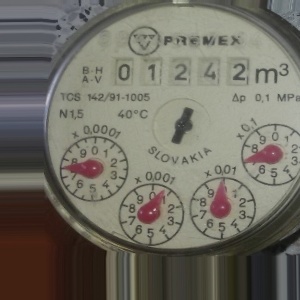 PREMEX
B-H 01242 m³
A-V
TCS 142/91-1005 Δp 0,1 MPa
N1,5 40°C
SLOVAKIA
x 0,0001
x 0,001
x 0,01
x 0,1